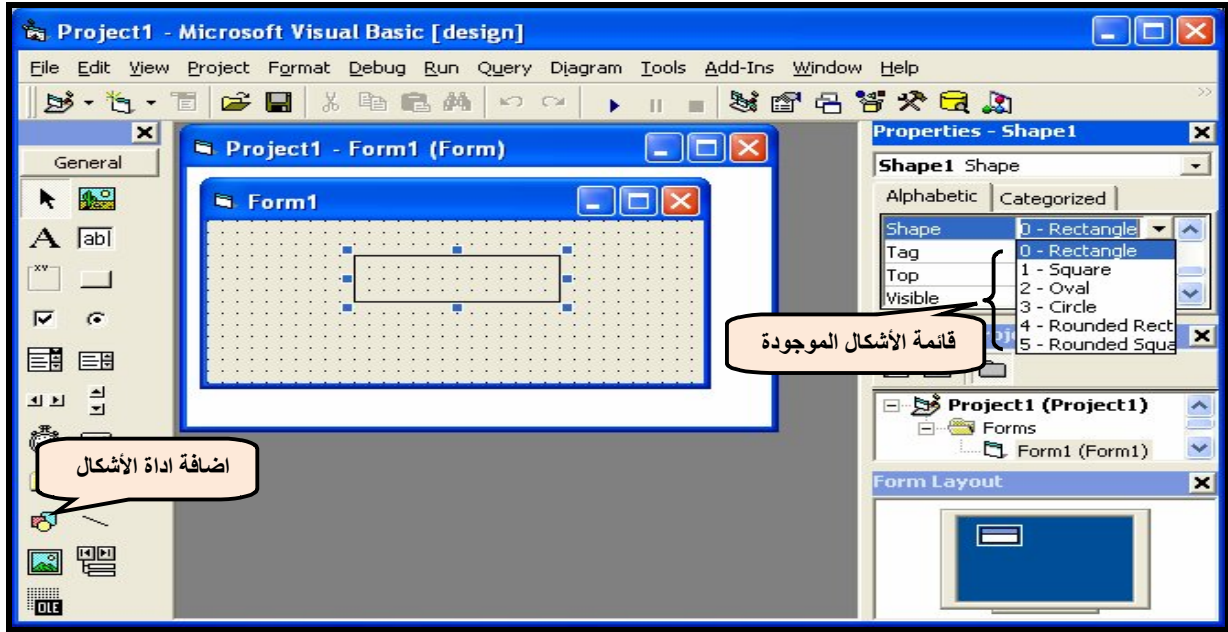 Project1 - Microsoft Visual Basic [design]
File Edit View Project Format Debug Run Query Diagram Tools Add-Ins Window Help
General
A ab|
xv
OLE
Project1 - Form1 (Form)
Form1
Properties - Shape1
Shape1 Shape
Alphabetic Categorized
Shape 0 - Rectangle
Tag
Top
Visible
0 - Rectangle
1 - Square
2 - Oval
3 - Circle
4 - Rounded Rect
5 - Rounded Squa
قائمة الأشكال الموجودة
اضافة اداة الأشكال
Project1 (Project1)
Forms
Form1 (Form1)
Form Layout